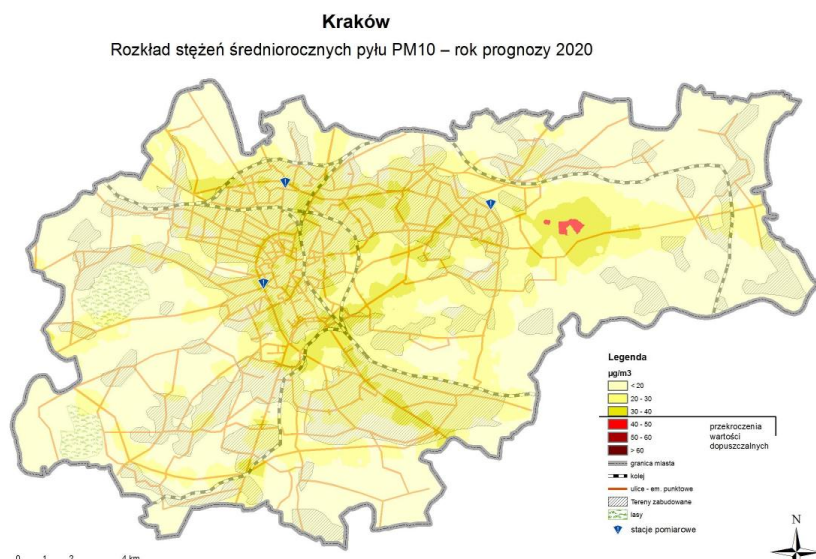 Kraków
Rozkład stężeń średniorocznych pyłu PM10 – rok prognozy 2020
Legenda
µg/m3
< 20
20 - 30
30 - 40
40 - 50
50 - 60
> 60
przekroczenia
wartości
dopuszczalnych
granica miasta
kolej
ulice - em. punktowe
Tereny zabudowane
lasy
stacje pomiarowe
N
0 1 2 4 km